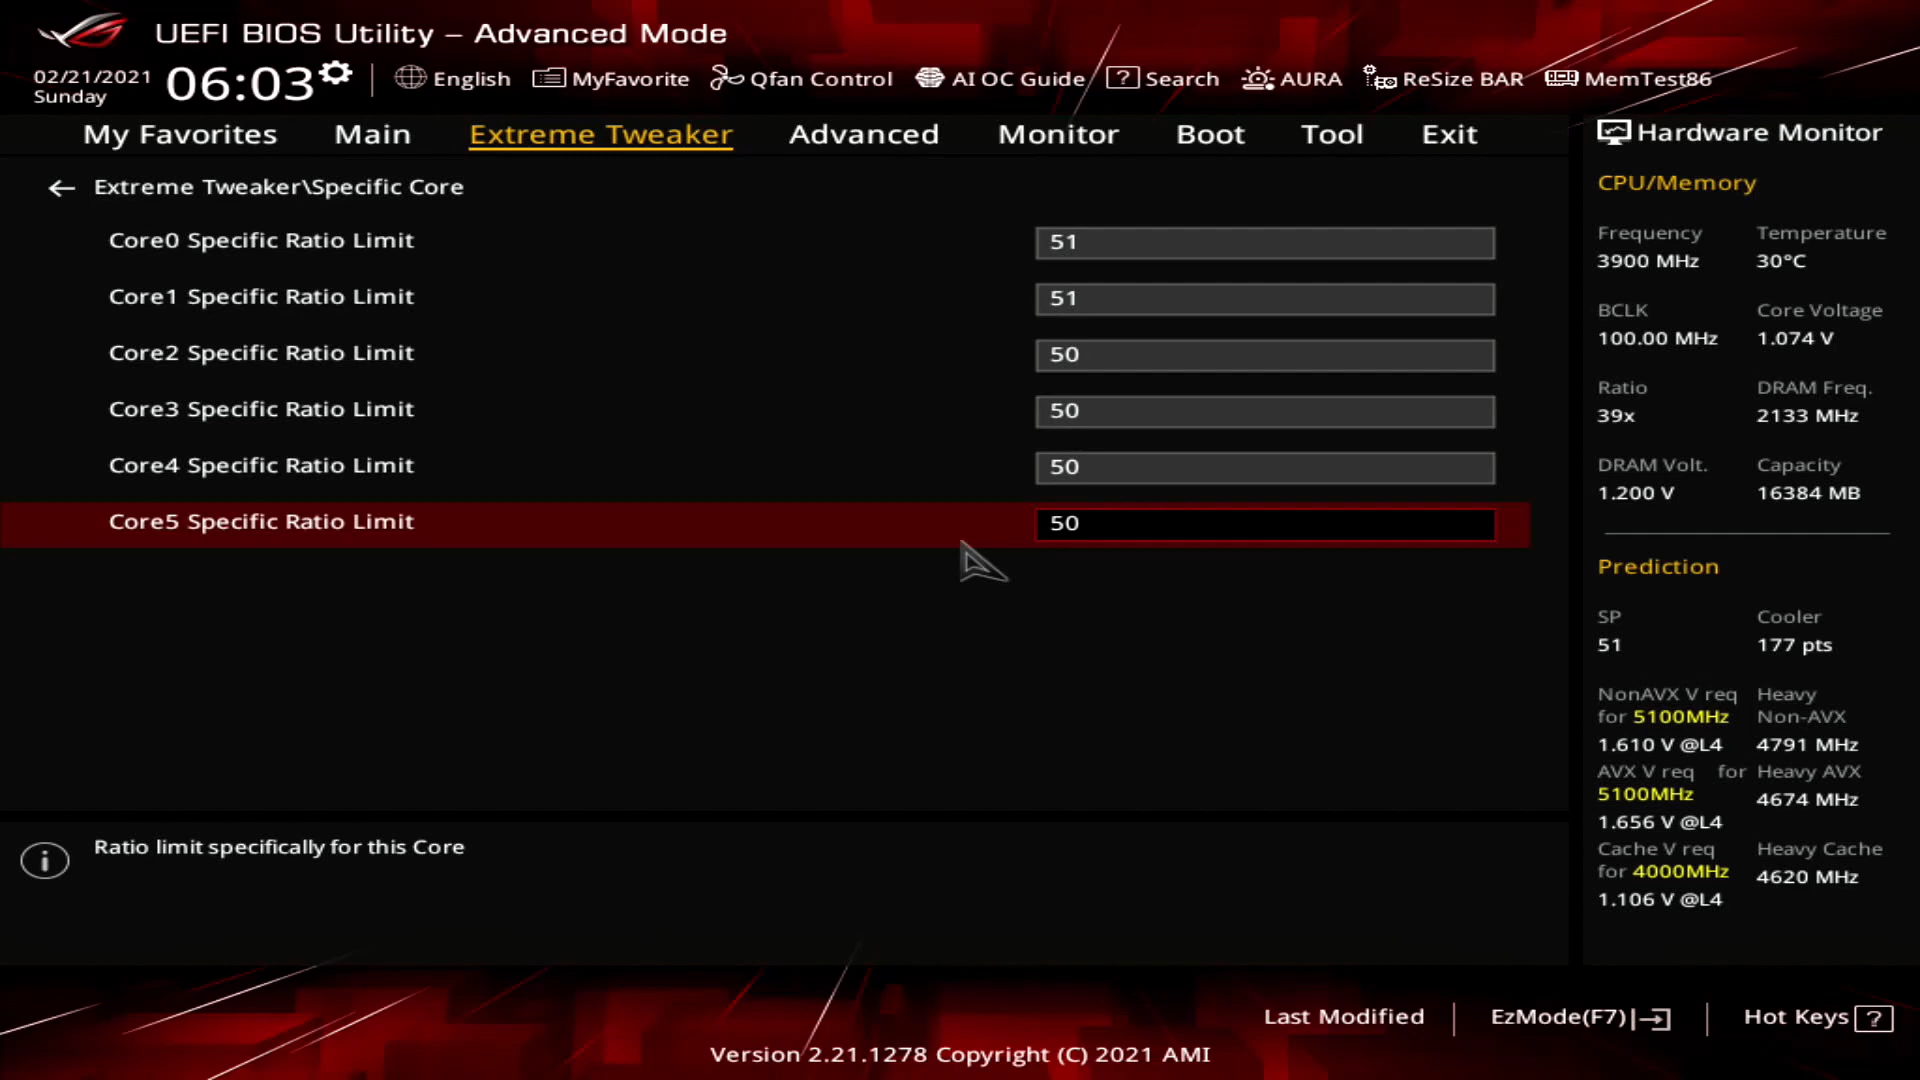 UEFI BIOS Utility – Advanced Mode
02/21/2021
Sunday
06:03
English
MyFavorite
Qfan Control
AI OC Guide
? Search
AURA
ReSize BAR
MemTest86
My Favorites
Main
Extreme Tweaker
Advanced
Monitor
Boot
Tool
Exit
Extreme Tweaker\Specific Core
Core0 Specific Ratio Limit
51
Core1 Specific Ratio Limit
51
Core2 Specific Ratio Limit
50
Core3 Specific Ratio Limit
50
Core4 Specific Ratio Limit
50
Core5 Specific Ratio Limit
50
i
Ratio limit specifically for this Core
Hardware Monitor
CPU/Memory
Frequency Temperature
3900 MHz 30°C
BCLK Core Voltage
100.00 MHz 1.074 V
Ratio DRAM Freq.
39x 2133 MHz
DRAM Volt. Capacity
1.200 V 16384 MB
Prediction
SP Cooler
51 177 pts
NonAVX V req Heavy
for 5100MHz Non-AVX
1.610 V @L4 4791 MHz
AVX V req for Heavy AVX
5100MHz 4674 MHz
1.656 V @L4
Cache V req Heavy Cache
for 4000MHz 4620 MHz
1.106 V @L4
Last Modified
EzMode(F7)
Hot Keys ?
Version 2.21.1278 Copyright (C) 2021 AMI